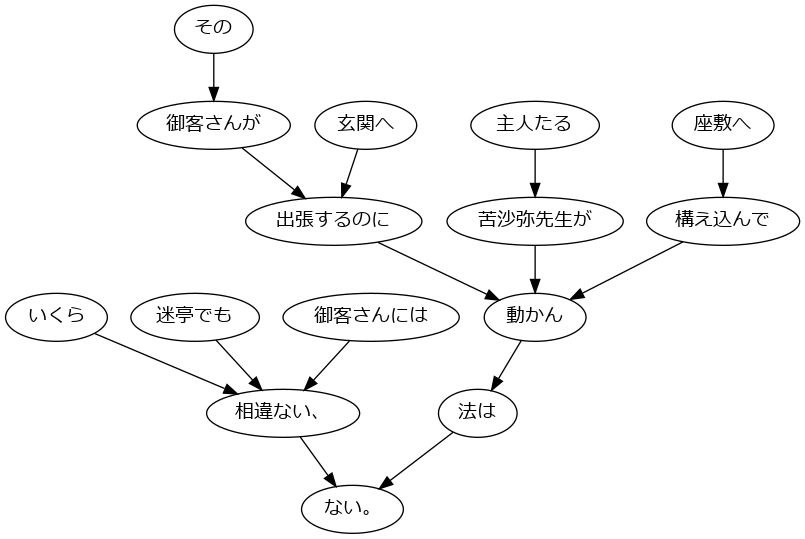 その
御客さんが
玄関へ
主人たる
座敷へ
出張するのに
苦沙弥先生が
構え込んで
いくら
迷亭でも
御客さんには
動かん
相違ない、
法は
ない。